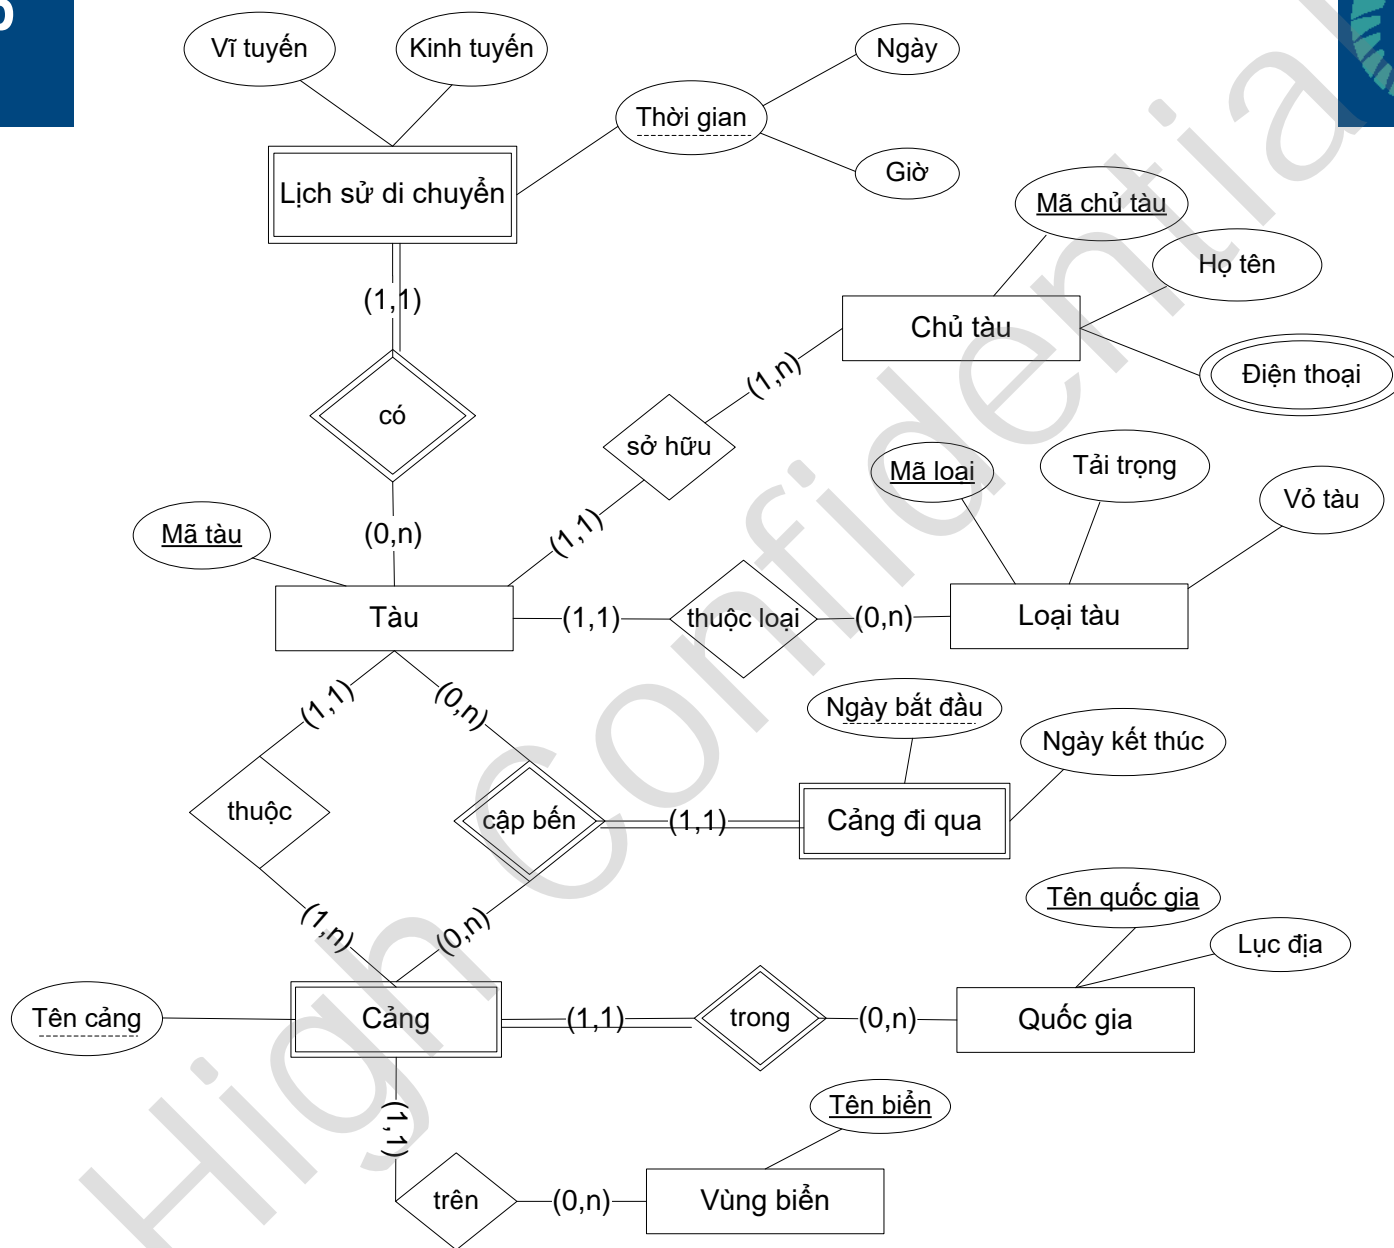 Vĩ tuyến
Kinh tuyến
Ngày
Thời gian
Giờ
Lịch sử di chuyển
Mã chủ tàu
Họ tên
(1,1)
Chủ tàu
(1,n)
Điện thoại
có
sở hữu
Mã loại
Tải trọng
Vỏ tàu
Mã tàu
(0,n)
(1,1)
Tàu
(1,1)
thuộc loại
(0,n)
Loại tàu
(1,1)
(0,n)
Ngày bắt đầu
Ngày kết thúc
thuộc
cập bến
(1,1)
Cảng đi qua
(1,n)
(0,n)
Tên quốc gia
Lục địa
Tên cảng
Cảng
(1,1)
trong
(0,n)
Quốc gia
(1,1)
Tên biển
trên
(0,n)
Vùng biển
High Confidential